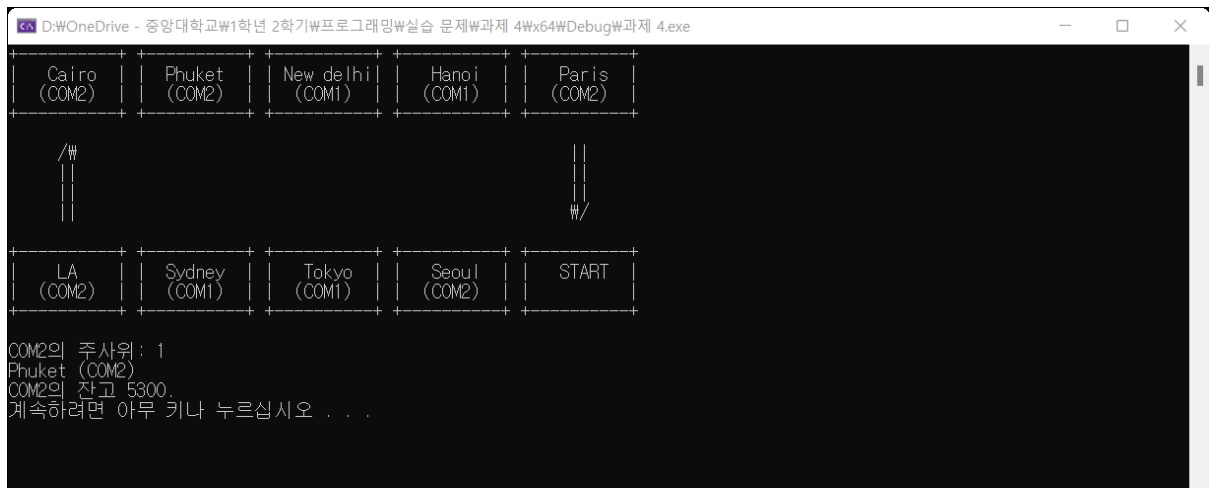 D:₩OneDrive - 중앙대학교₩1학년 2학기₩프로그래밍₩실습 문제₩과제 4₩x64₩Debug₩과제 4.exe
+----------+ +----------+ +----------+ +----------+ +----------+
| Cairo | | Phuket | | New delhi| | Hanoi | | Paris |
| (COM2) | | (COM2) | | (COM1) | | (COM1) | | (COM2) |
+----------+ +----------+ +----------+ +----------+ +----------+
/₩ ||
|| ||
|| ||
|| ₩/
+----------+ +----------+ +----------+ +----------+ +----------+
| LA | | Sydney | | Tokyo | | Seoul | | START |
| (COM2) | | (COM1) | | (COM1) | | (COM2) | | |
+----------+ +----------+ +----------+ +----------+ +----------+
COM2의 주사위: 1
Phuket (COM2)
COM2의 잔고 5300.
계속하려면 아무 키나 누르십시오 . . .